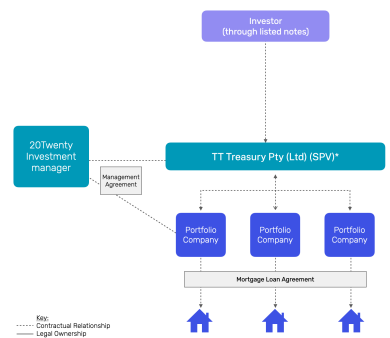 Investor
(through listed notes)
20Twenty
Investment
manager
TT Treasury Pty (Ltd) (SPV)*
Management
Agreement
Portfolio
Company
Portfolio
Company
Portfolio
Company
Mortgage Loan Agreement
Key:
Contractual Relationship
Legal Ownership